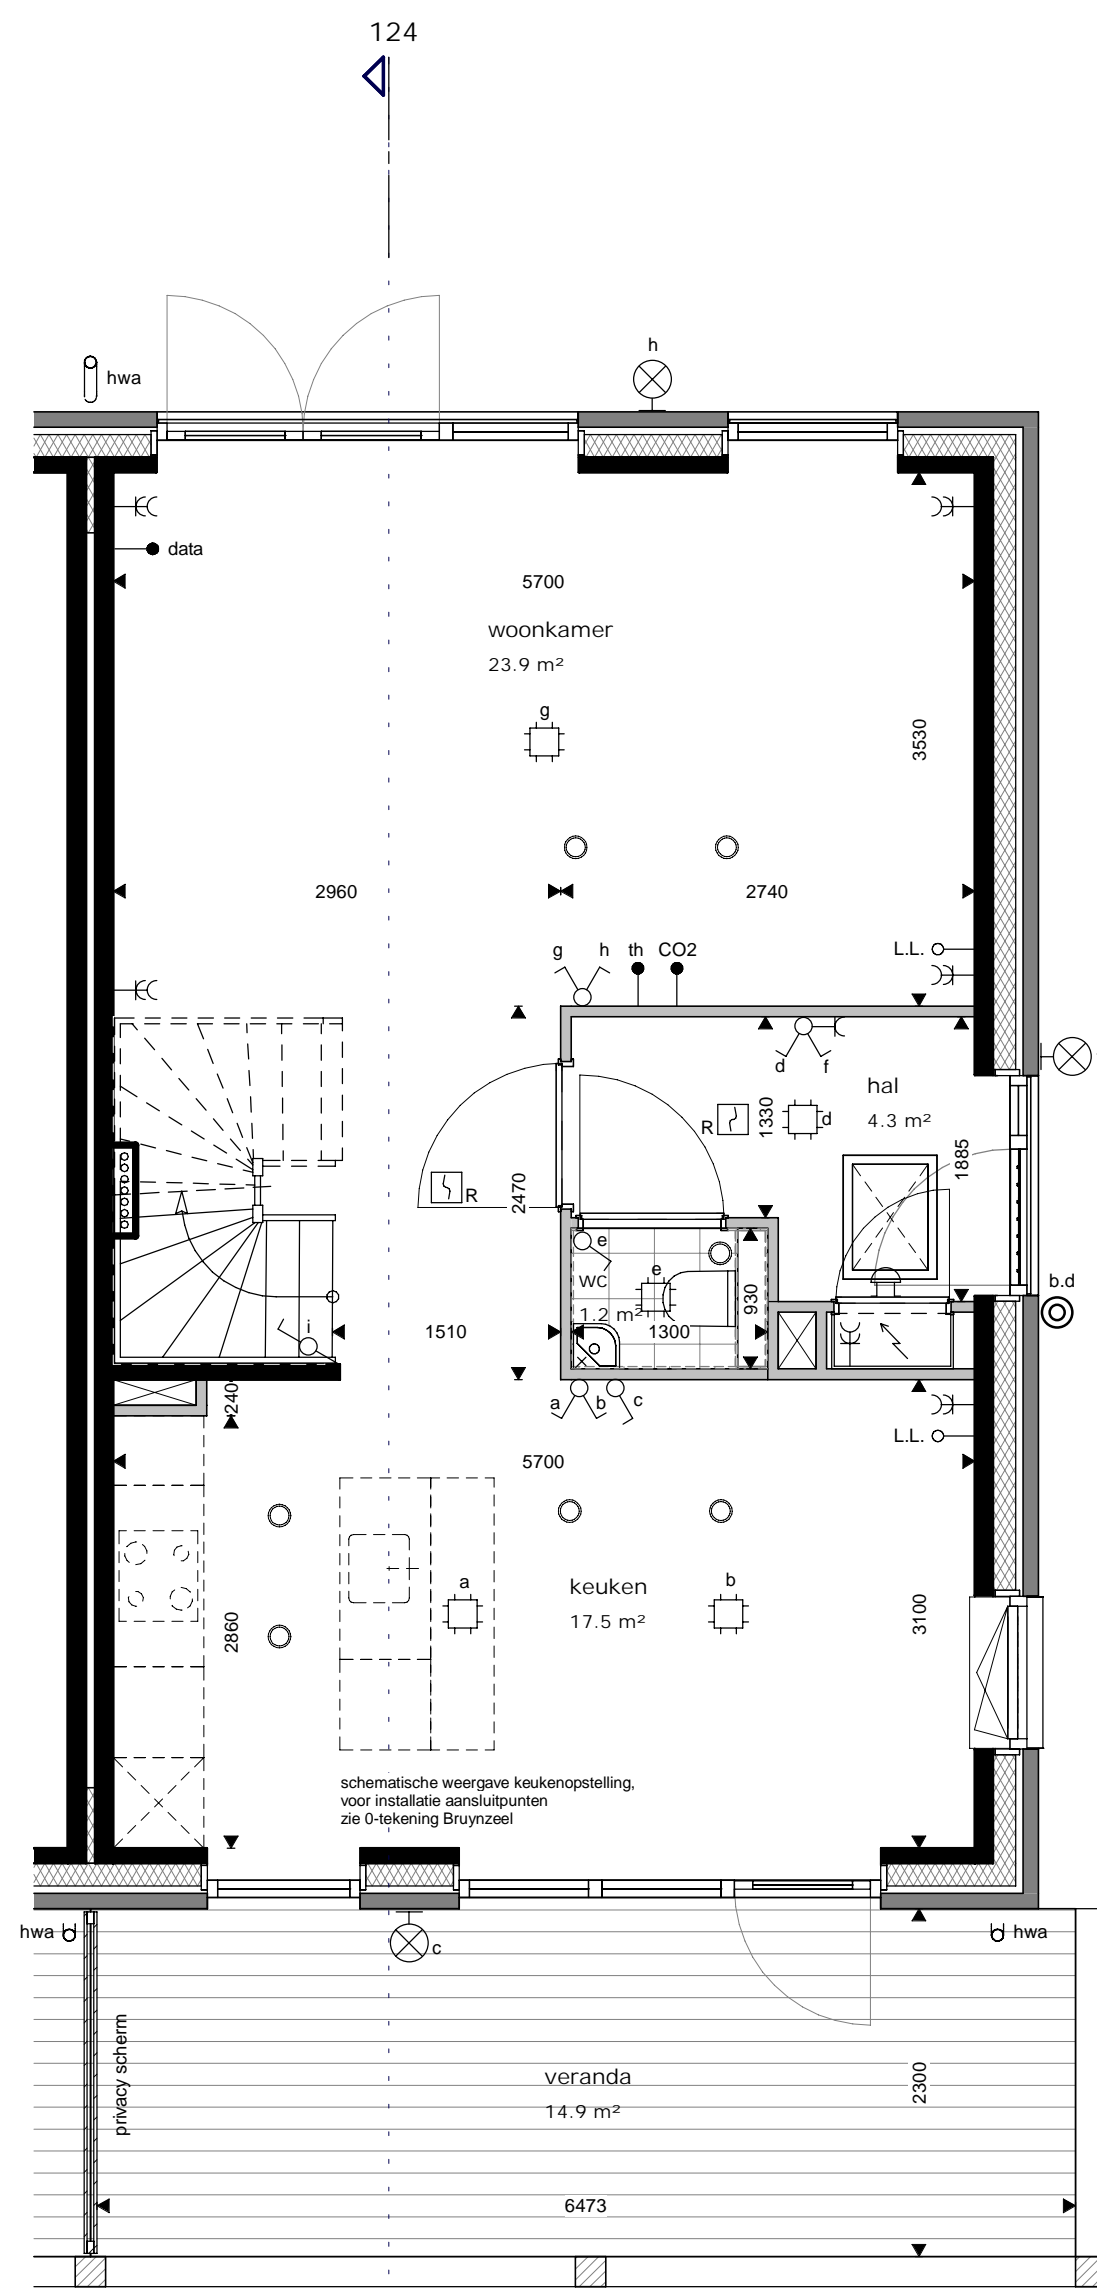 124
h
hwa
data
5700
woonkamer
23.9 m²
g
3530
2960
2740
g
h
th
CO2
L.L.
d
f
hal
4.3 m²
R
1330
d
1885
R
2470
e
wc
e
1.2 m²
930
b.d
i
1510
1300
240
a
b
c
L.L.
5700
a
keuken
17.5 m²
b
2860
3100
schematische weergave keukenopstelling,
voor installatie aansluitpunten
zie 0-tekening Bruynzeel
hwa
c
hwa
privacy scherm
veranda
14.9 m²
2300
6473